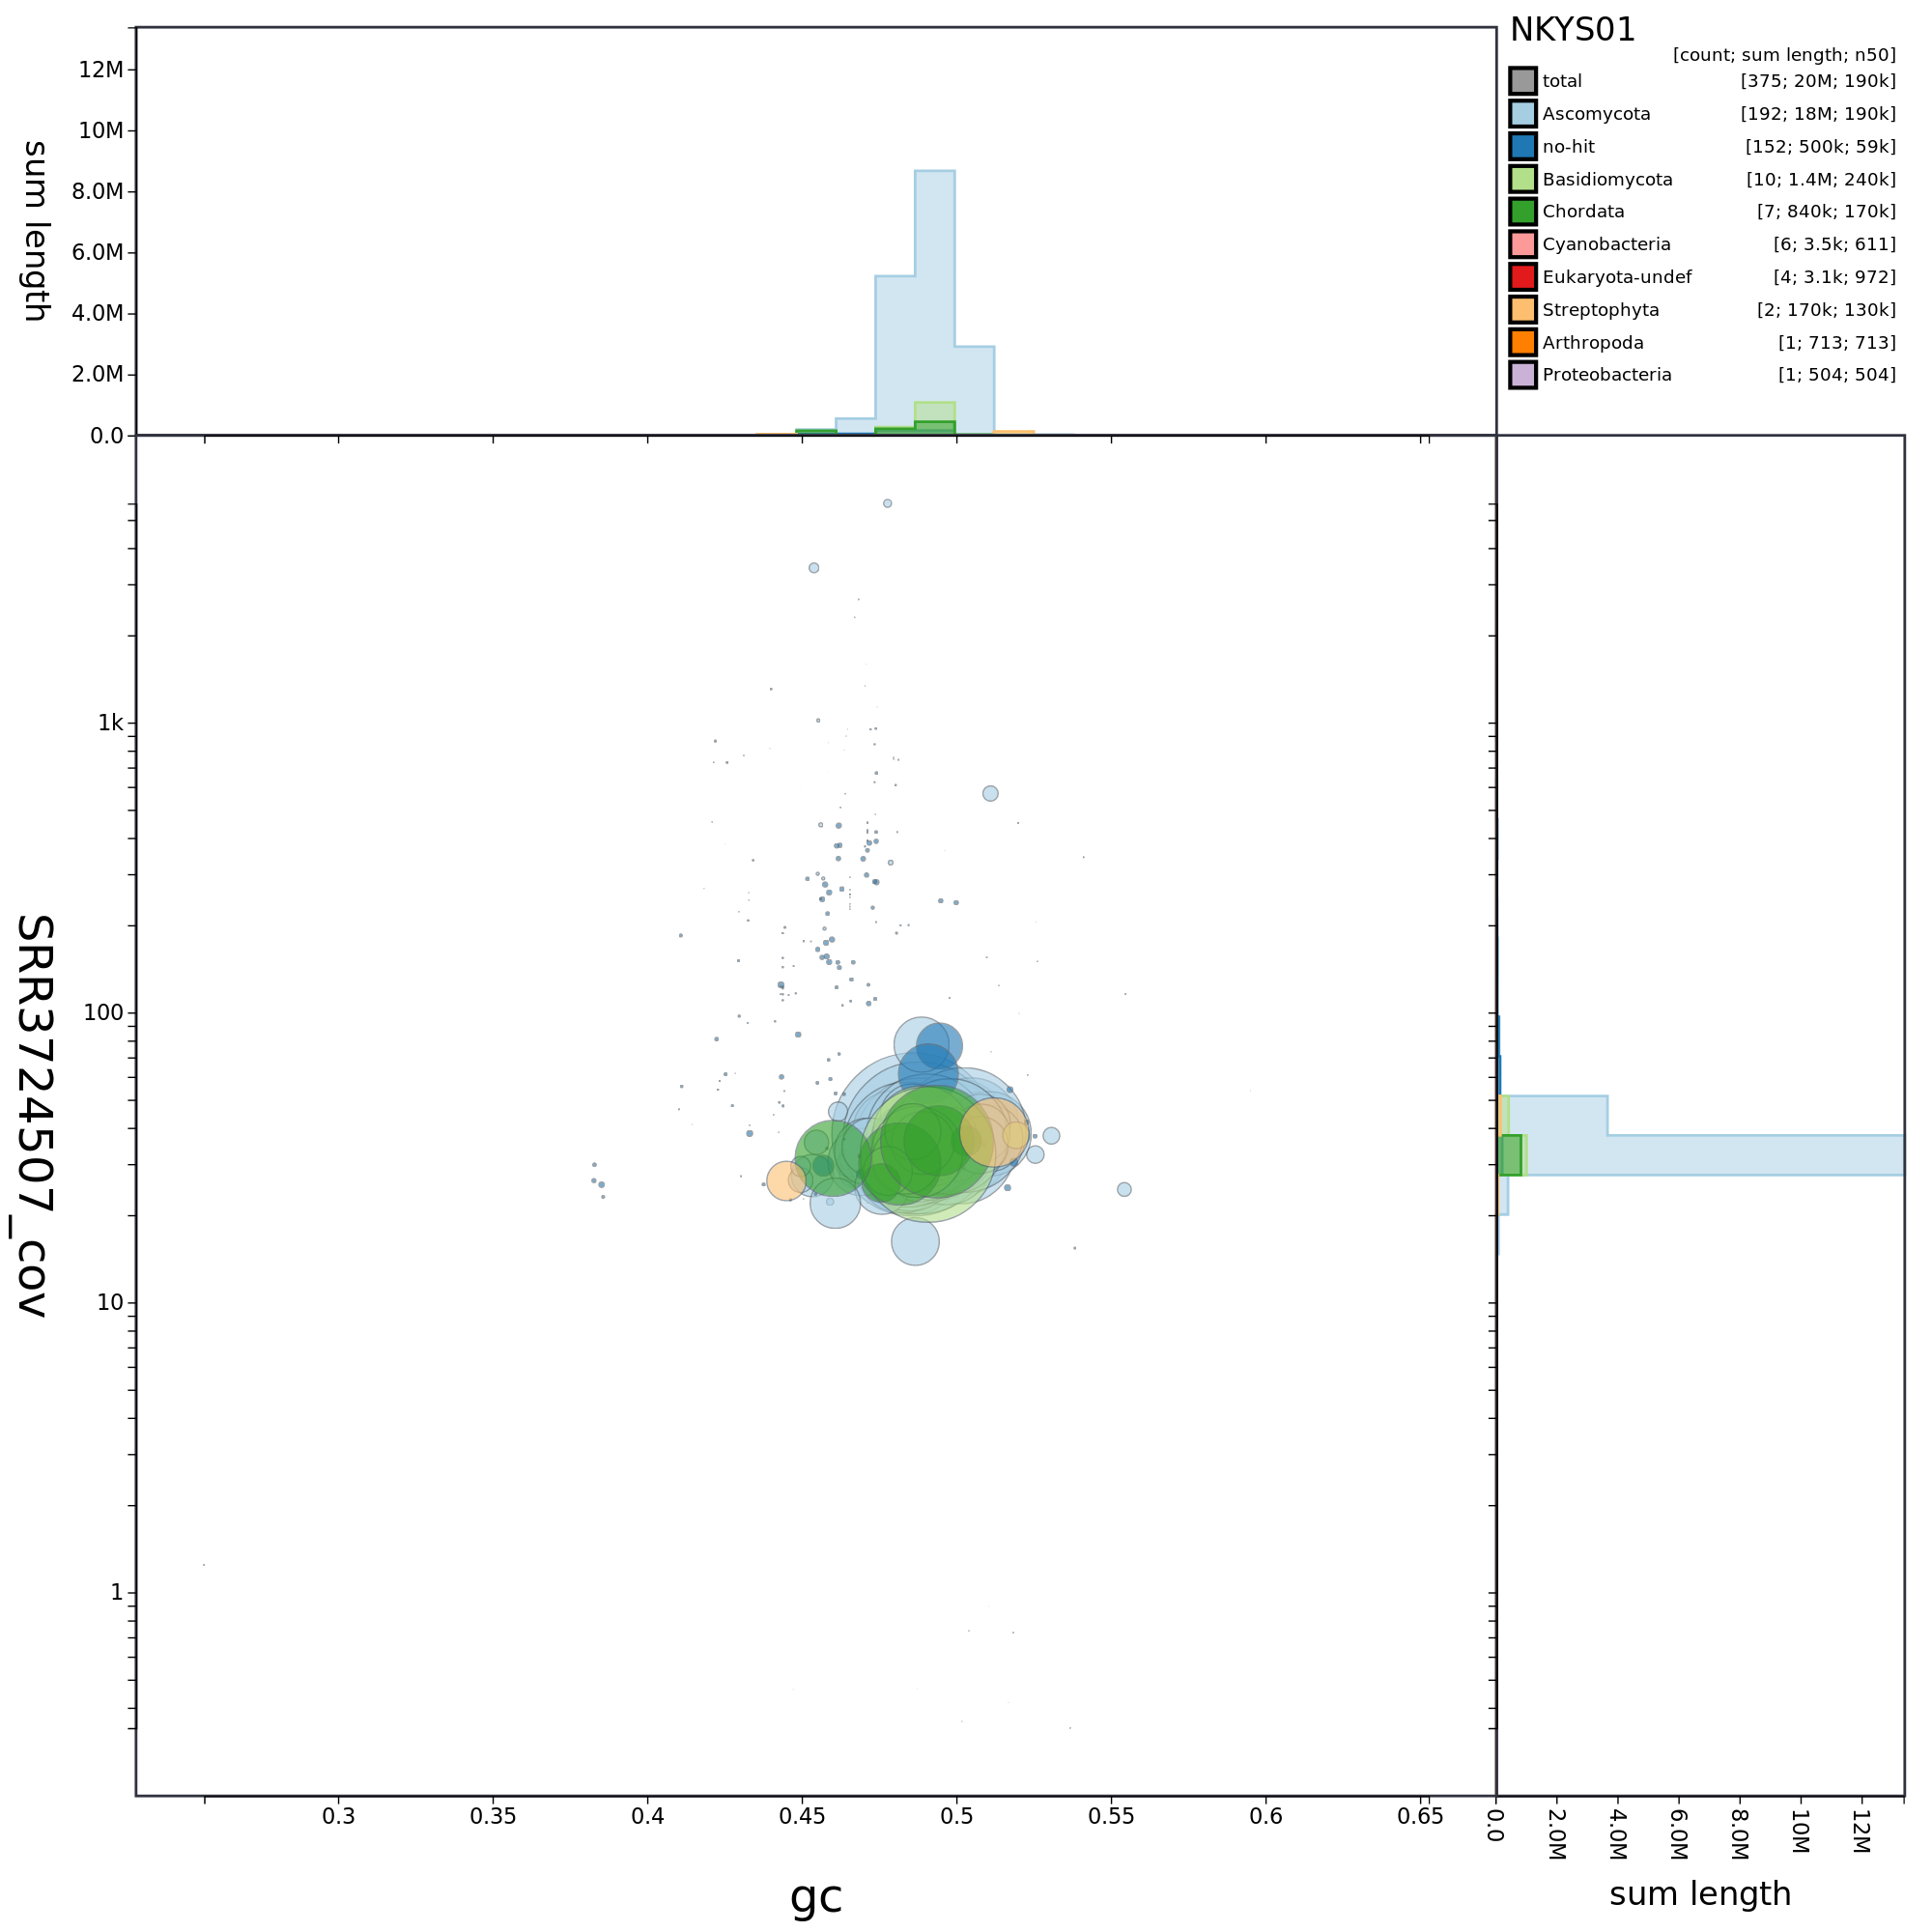 NKYS01
[count; sum length; n50]
total [375; 20M; 190k]
Ascomycota [192; 18M; 190k]
no-hit [152; 500k; 59k]
Basidiomycota [10; 1.4M; 240k]
Chordata [7; 840k; 170k]
Cyanobacteria [6; 3.5k; 611]
Eukaryota-undef [4; 3.1k; 972]
Streptophyta [2; 170k; 130k]
Arthropoda [1; 713; 713]
Proteobacteria [1; 504; 504]
sum length
12M
10M
8.0M
6.0M
4.0M
2.0M
0.0
SRR3724507_cov
1k
100
10
1
0.3 0.35 0.4 0.45 0.5 0.55 0.6 0.65
gc
0.0 2.0M 4.0M 6.0M 8.0M 10M 12M
sum length